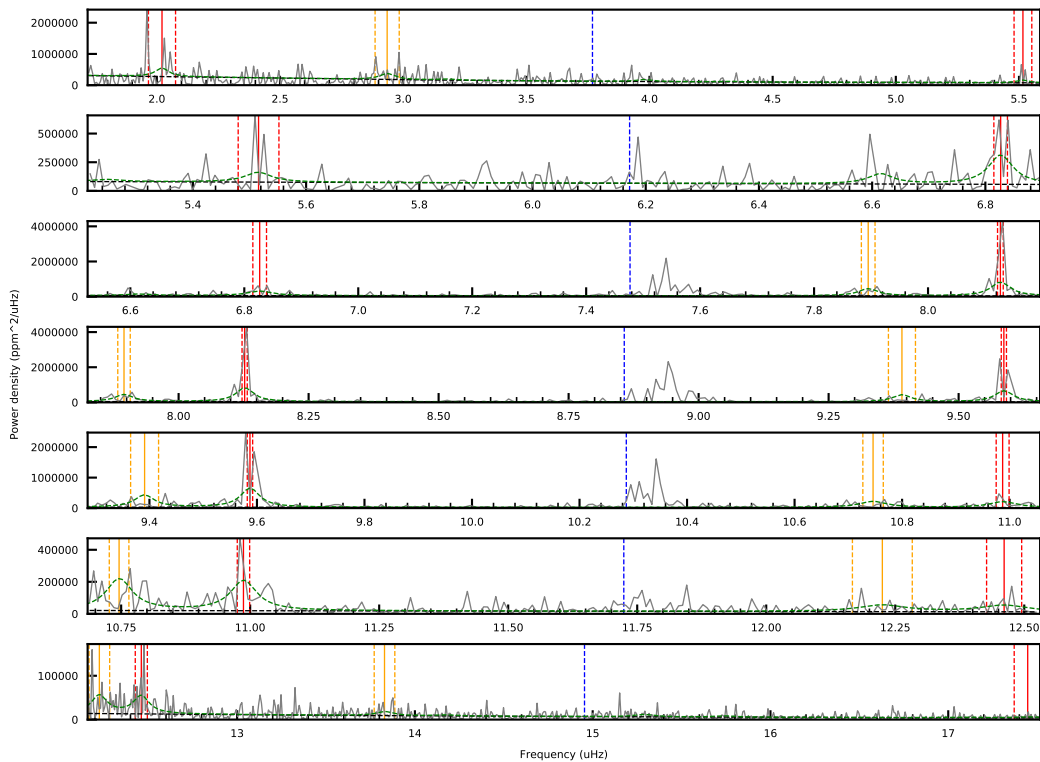 2000000
1000000
0
2.0 2.5 3.0 3.5 4.0 4.5 5.0 5.5
500000
250000
0
5.4 5.6 5.8 6.0 6.2 6.4 6.6 6.8
4000000
2000000
0
6.6 6.8 7.0 7.2 7.4 7.6 7.8 8.0
4000000
2000000
0
8.00 8.25 8.50 8.75 9.00 9.25 9.50
Power density (ppm^2/uHz)
2000000
1000000
0
9.4 9.6 9.8 10.0 10.2 10.4 10.6 10.8 11.0
400000
200000
0
10.75 11.00 11.25 11.50 11.75 12.00 12.25 12.50
100000
0
13 14 15 16 17
Frequency (uHz)